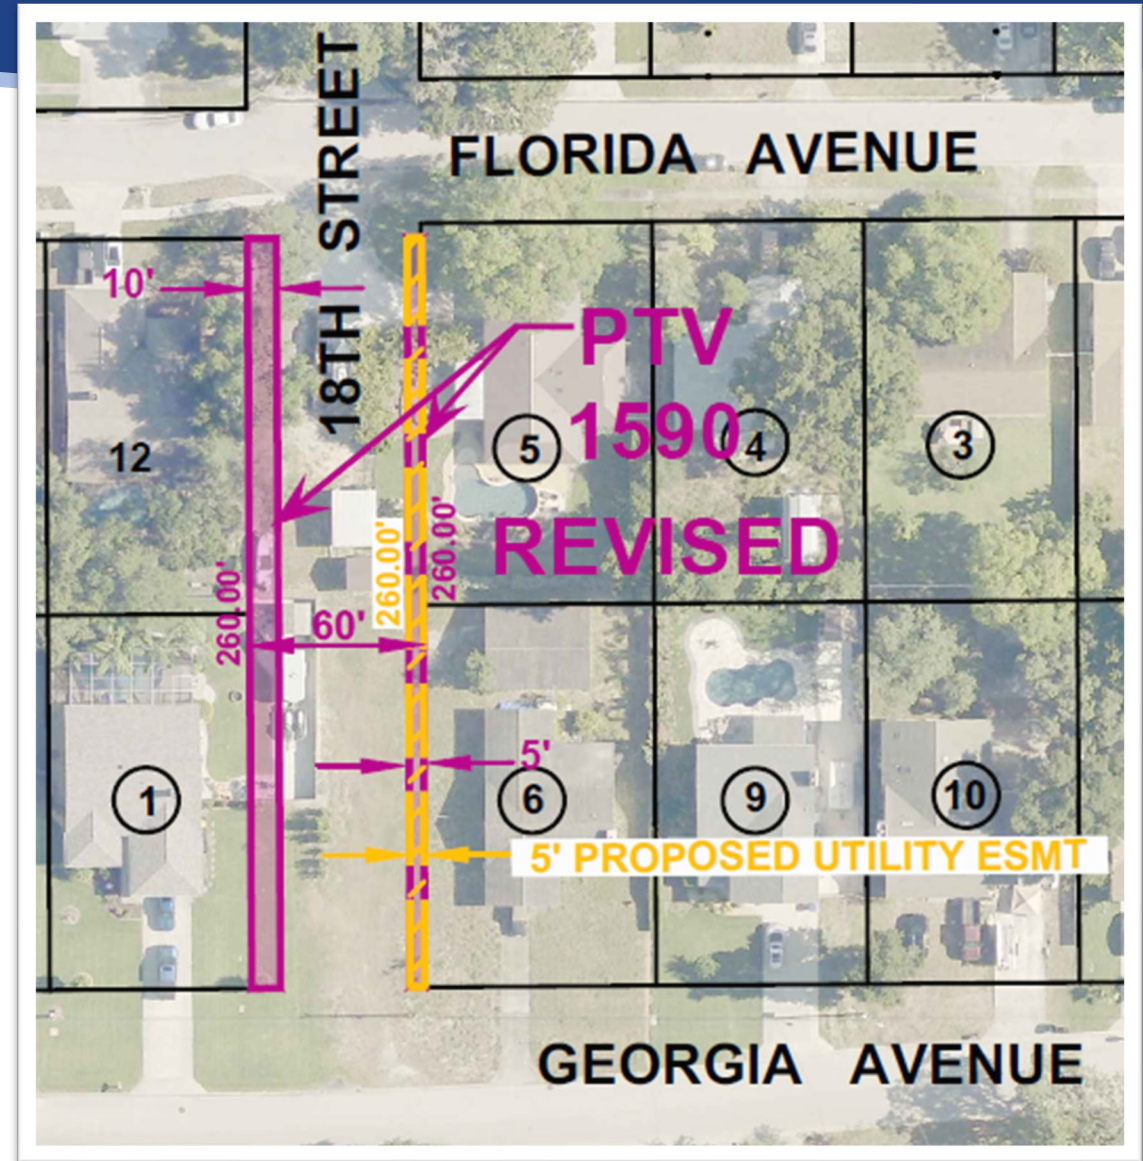 18TH STREET
FLORIDA AVENUE
10'
PTV
1590
REVISED
12
5
4
3
260.00'
260.00'
260.00'
60'
5'
1
6
9
10
5' PROPOSED UTILITY ESMT
GEORGIA AVENUE